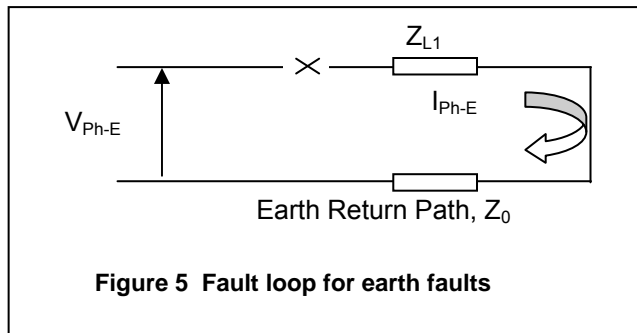 Z_L1
I_Ph-E
V_Ph-E
Earth Return Path, Z_0
Figure 5 Fault loop for earth faults